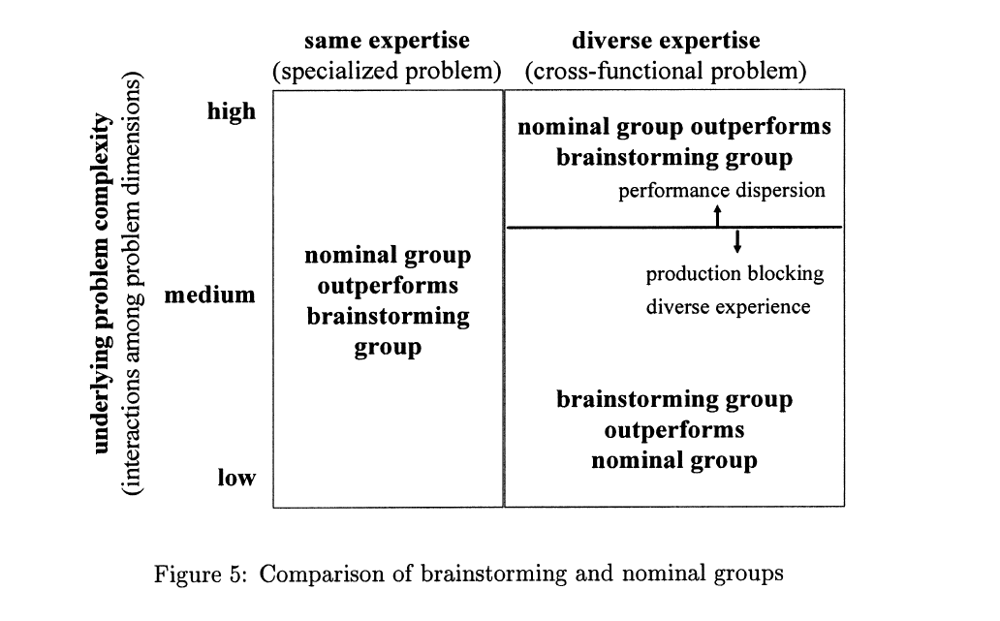 same expertise
(specialized problem)
diverse expertise
(cross-functional problem)
underlying problem complexity
(interactions among problem dimensions)
high
medium
low
nominal group
outperforms
brainstorming
group
nominal group outperforms
brainstorming group
performance dispersion
production blocking
diverse experience
brainstorming group
outperforms
nominal group
Figure 5: Comparison of brainstorming and nominal groups